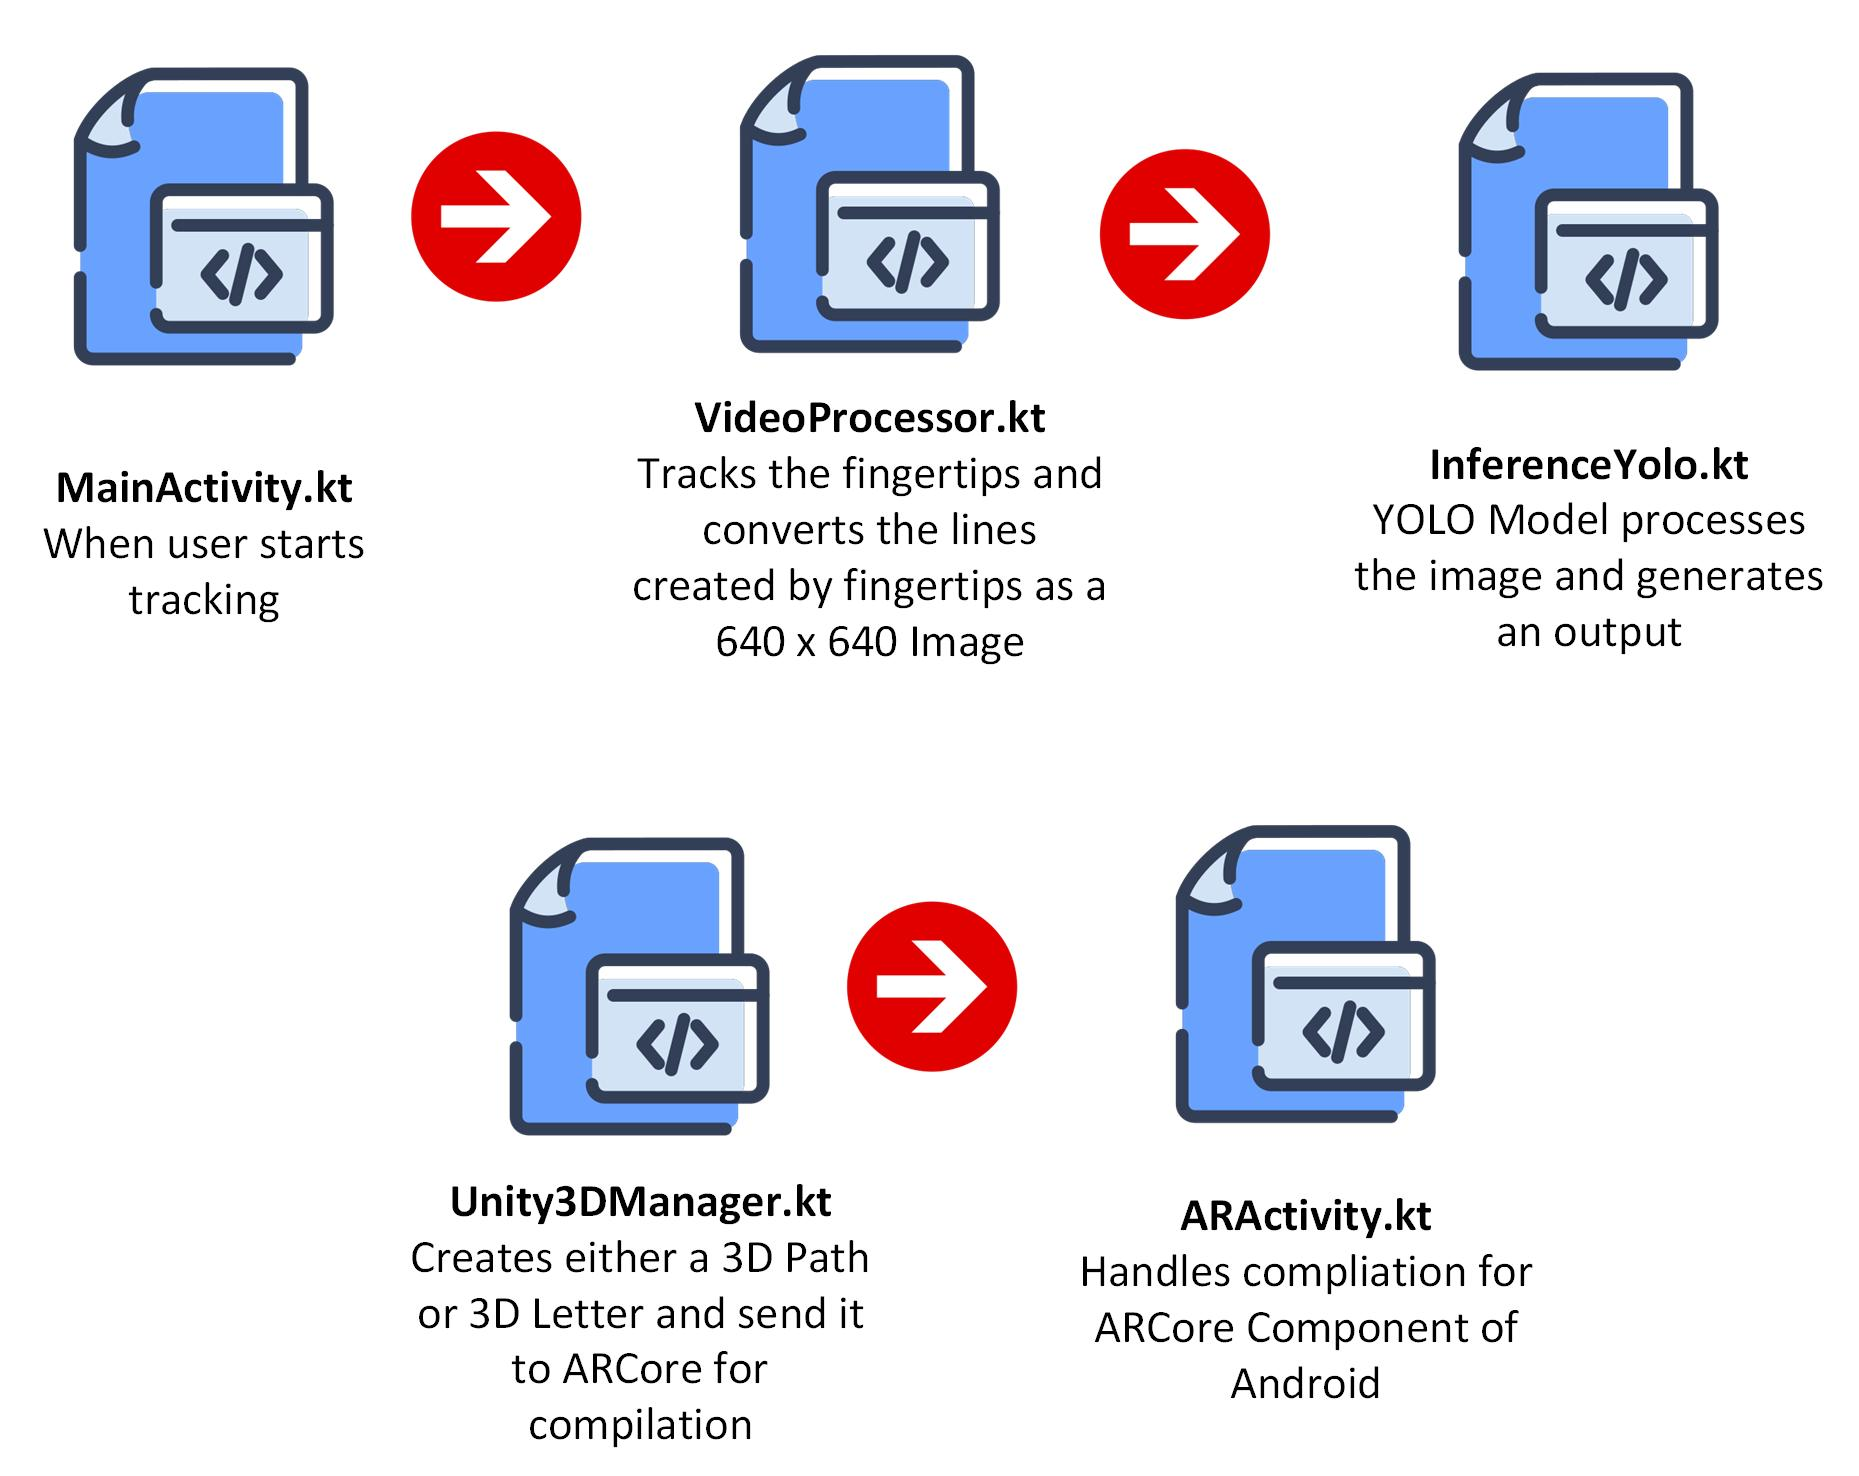 MainActivity.kt
When user starts
tracking
VideoProcessor.kt
Tracks the fingertips and
converts the lines
created by fingertips as a
640 x 640 Image
InferenceYolo.kt
YOLO Model processes
the image and generates
an output
Unity3DManager.kt
Creates either a 3D Path
or 3D Letter and send it
to ARCore for
compilation
ARActivity.kt
Handles compliation for
ARCore Component of
Android